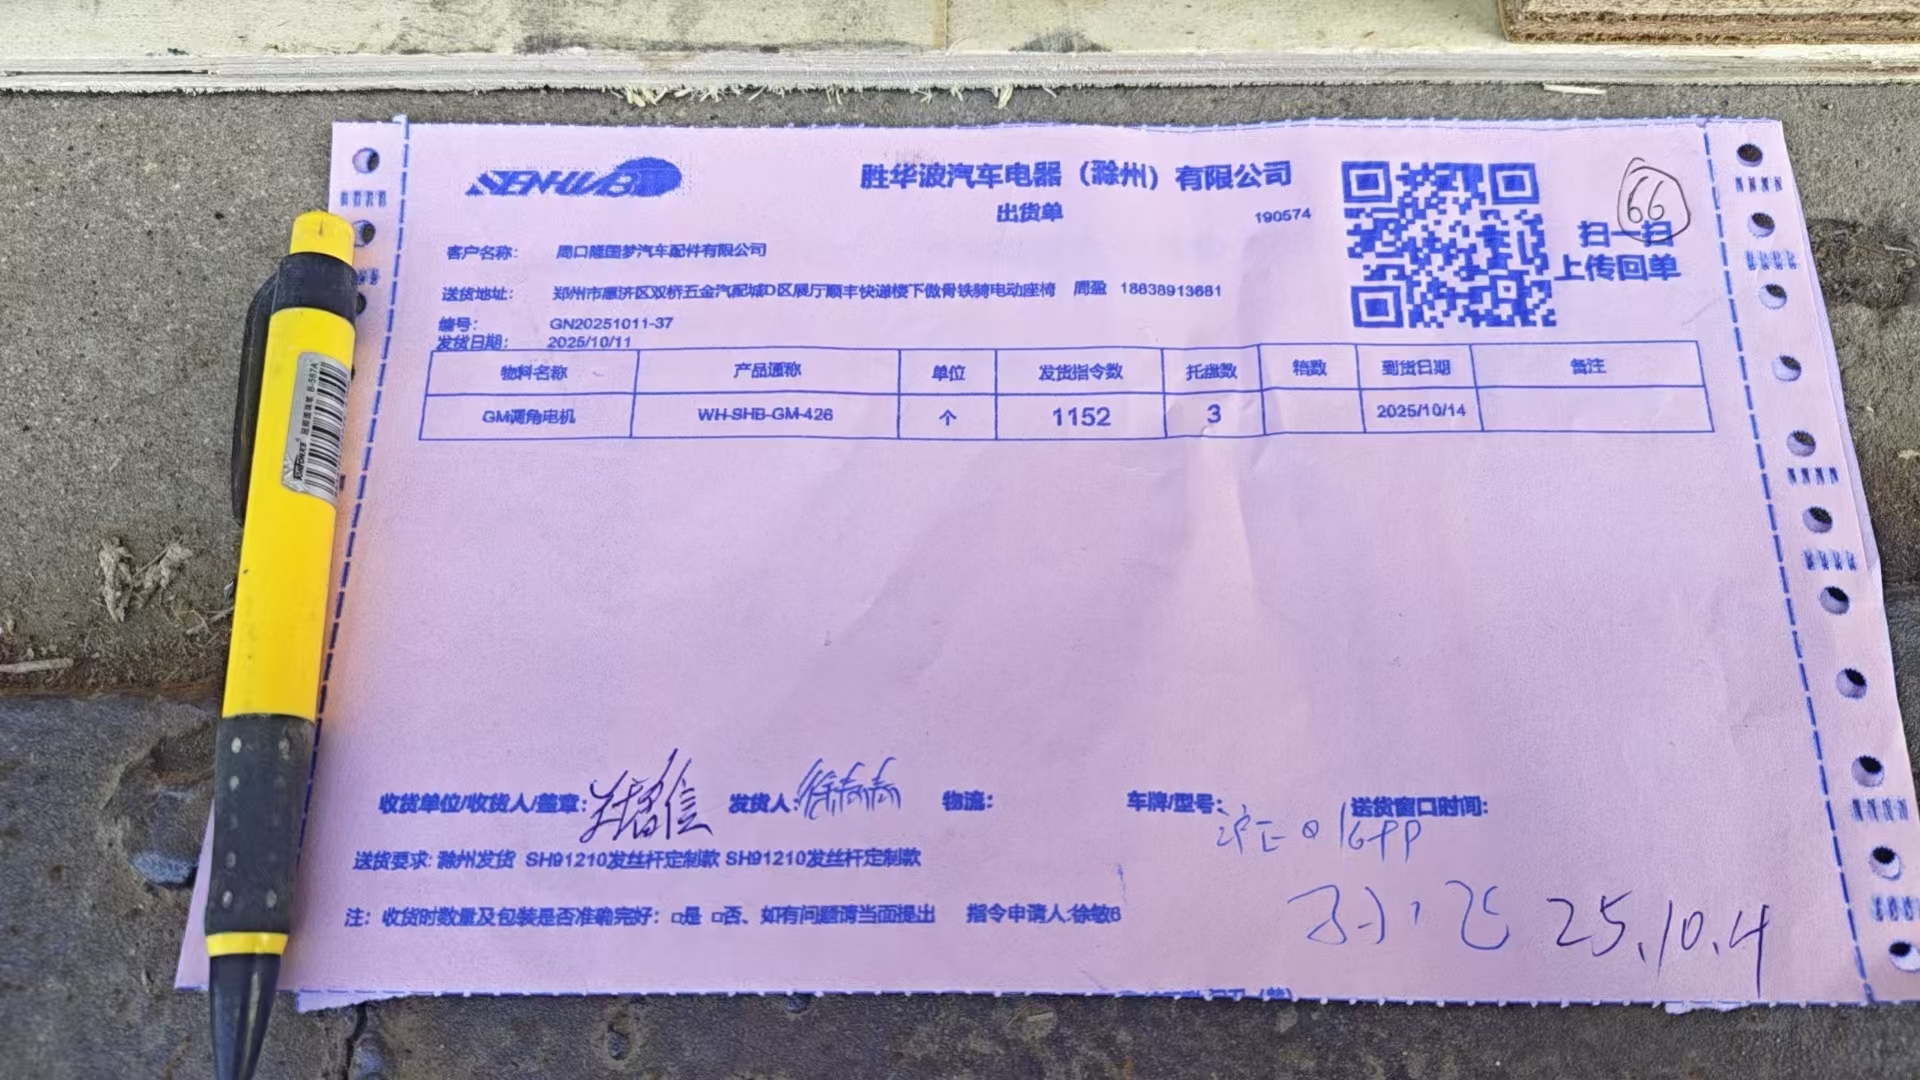 SENHWB
胜华波汽车电器（滁州）有限公司
出货单
190574
66
扫一扫
上传回单
客户名称： 周口隆国梦汽车配件有限公司
送货地址： 郑州市惠济区双桥五金汽配城D区展厅顺丰快递楼下傲骨铁骑电动座椅 周盈 18838913681
编号： GN20251011-37
发货日期： 2025/10/11
物料名称 产品通称 单位 发货指令数 托盘数 箱数 到货日期 备注
GM调角电机 WH-SHB-GM-426 个 1152 3 2025/10/14
收货单位/收货人/盖章： 发货人： 物流： 车牌/型号： 送货窗口时间：
送货要求: 滁州发货 SH91210发丝杆定制款 SH91210发丝杆定制款
注：收货时数量及包装是否准确完好：□是 □否、如有问题请当面提出 指令申请人:徐敏6
25.10.4
B-587A